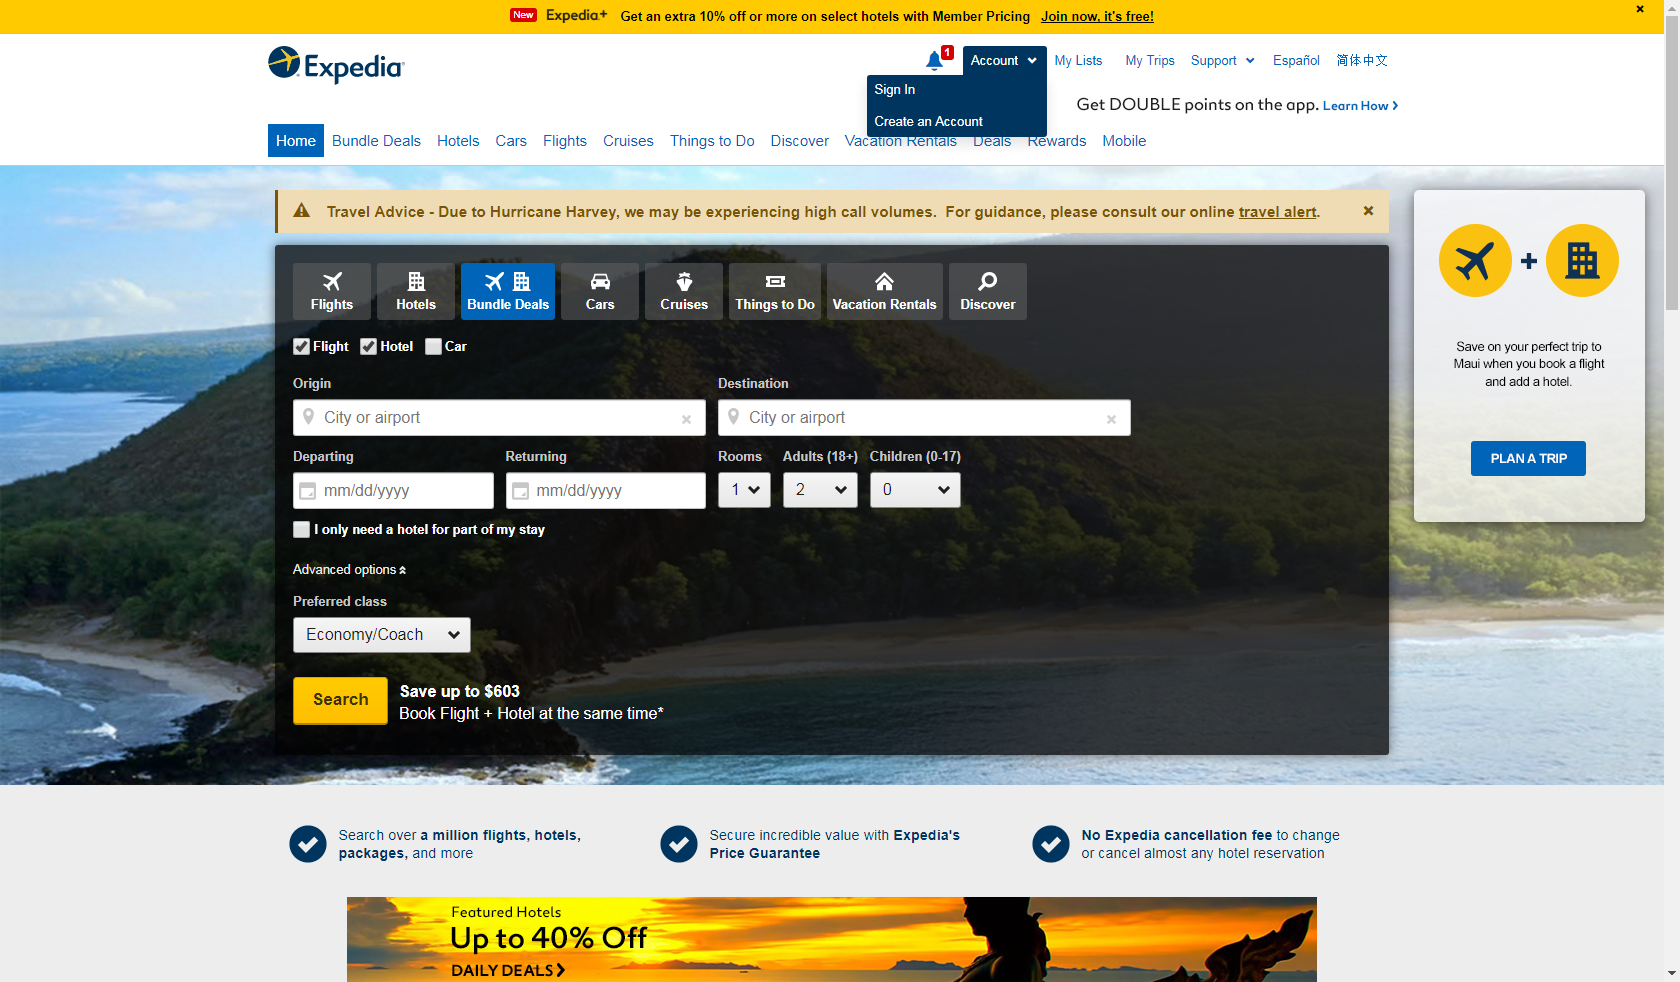 New Expedia+ Get an extra 10% off or more on select hotels with Member Pricing Join now, it's free!
Expedia
1 Account My Lists My Trips Support Español 简体中文
Sign In
Create an Account
Get DOUBLE points on the app. Learn How
Home Bundle Deals Hotels Cars Flights Cruises Things to Do Discover Vacation Rentals Deals Rewards Mobile
Travel Advice - Due to Hurricane Harvey, we may be experiencing high call volumes. For guidance, please consult our online travel alert.
Flights Hotels Bundle Deals Cars Cruises Things to Do Vacation Rentals Discover
Flight Hotel Car
Origin Destination
City or airport City or airport
Departing Returning Rooms Adults (18+) Children (0-17)
mm/dd/yyyy mm/dd/yyyy 1 2 0
I only need a hotel for part of my stay
Advanced options
Preferred class
Economy/Coach
Search
Save up to $603
Book Flight + Hotel at the same time*
Save on your perfect trip to
Maui when you book a flight
and add a hotel.
PLAN A TRIP
Search over a million flights, hotels,
packages, and more
Secure incredible value with Expedia's
Price Guarantee
No Expedia cancellation fee to change
or cancel almost any hotel reservation
Featured Hotels
Up to 40% Off
DAILY DEALS